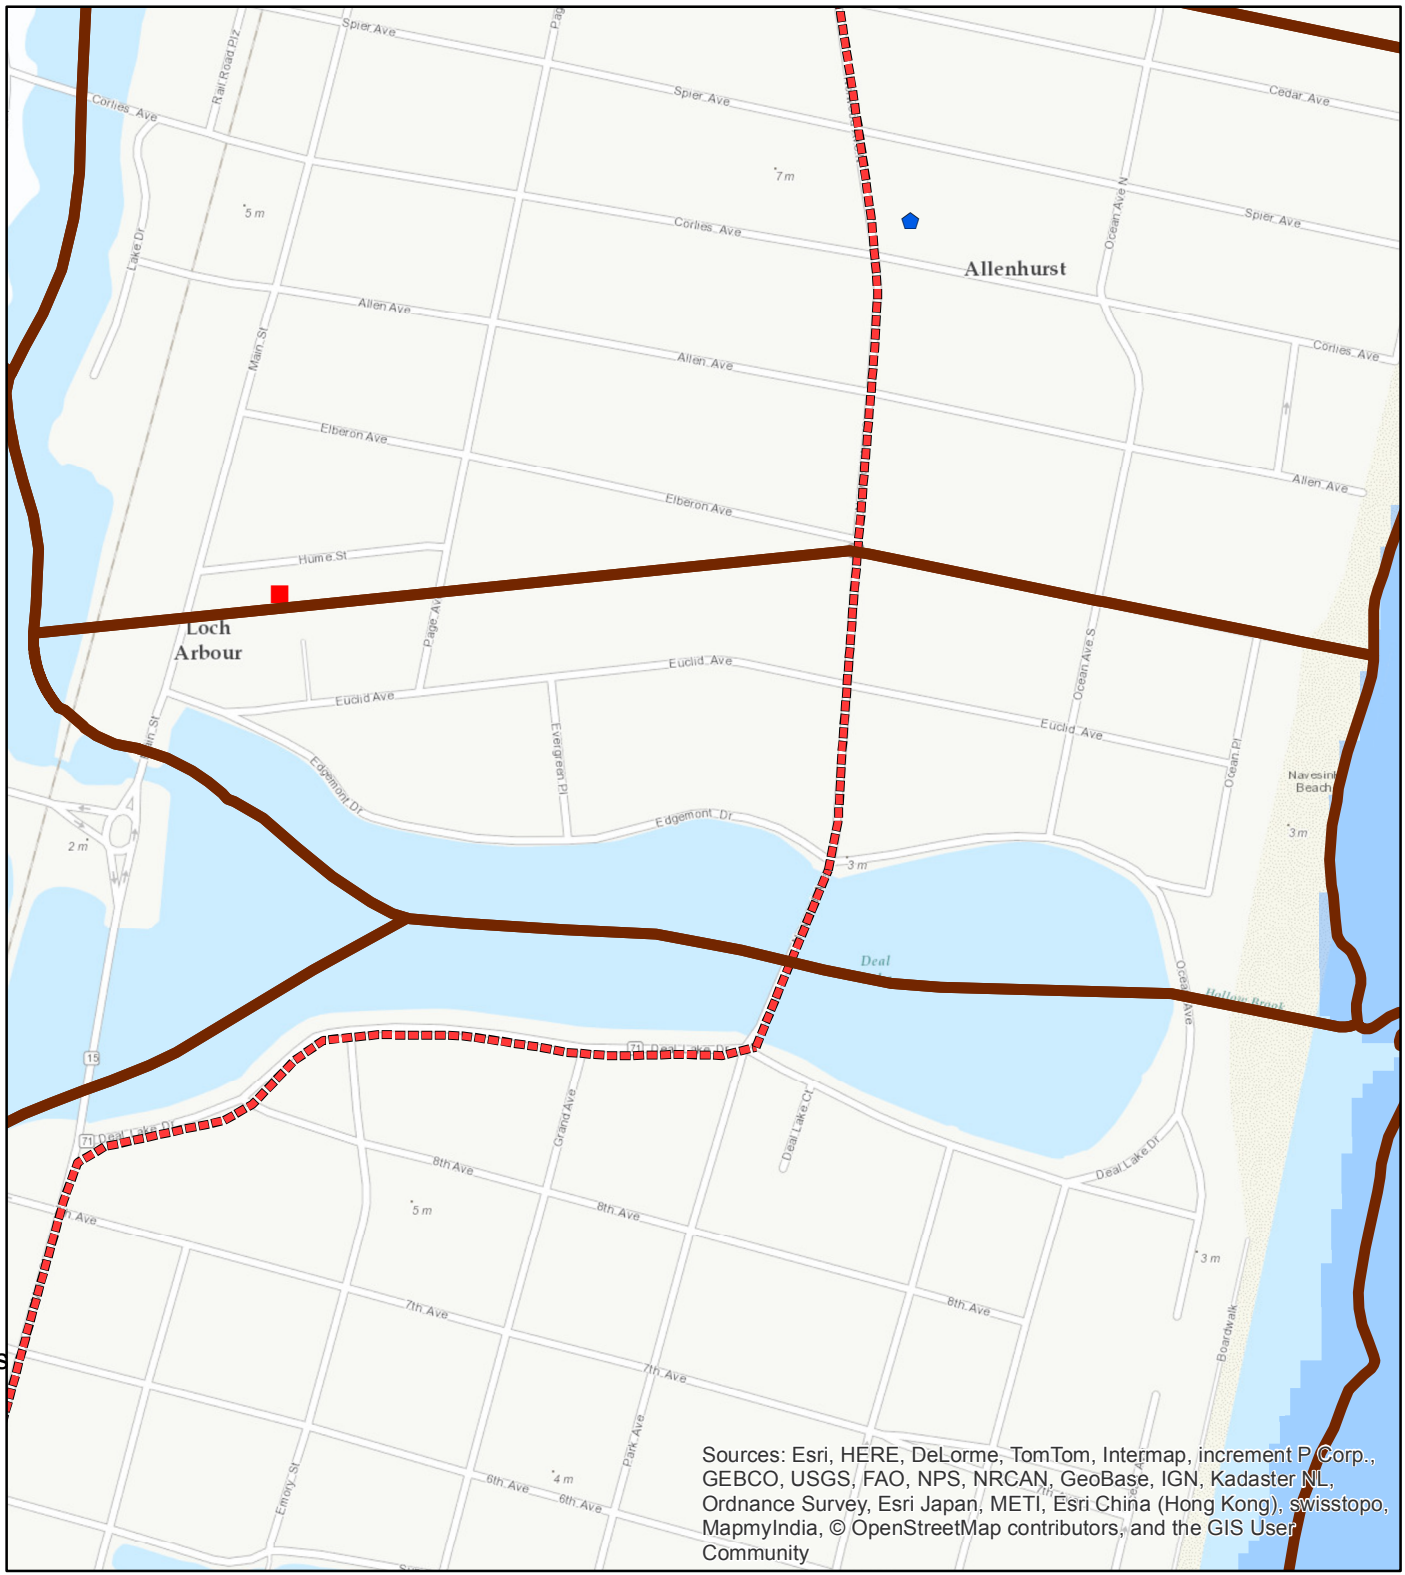 Spier Ave
Rail Road Plz
Pag
Corlies Ave
Spier Ave
Cedar Ave
7 m
5 m
Ocean Ave N
Spier Ave
Lake Dr
Corlies Ave
Allenhurst
Allen Ave
Main St
Allen Ave
Corlies Ave
Elberon Ave
Elberon Ave
Allen Ave
Hume St
Loch
Arbour
Page Av
Euclid Ave
Euclid Ave
Ocean Ave S
Euclid Ave
Evergreen Pl
Ocean Pl
ain St
Edgemont Dr
Edgemont Dr
Navesink
Beach
3 m
2 m
3 m
Deal
Hollow Brook
Ocean Ave
15
71
Deal Lake Dr
71
Deal Lake Dr
Grand Ave
Deal Lake Ct
Deal Lake Dr
8th Ave
8th Ave
5 m
h Ave
3 m
7th Ave
8th Ave
Boardwalk
s
7th Ave
Park Ave
Emory St
4 m
6th Ave
6th Ave
7th
Sources: Esri, HERE, DeLorme, TomTom, Intermap, increment P Corp.,
GEBCO, USGS, FAO, NPS, NRCAN, GeoBase, IGN, Kadaster NL,
Ordnance Survey, Esri Japan, METI, Esri China (Hong Kong), swisstopo,
MapmyIndia, © OpenStreetMap contributors, and the GIS User
Community